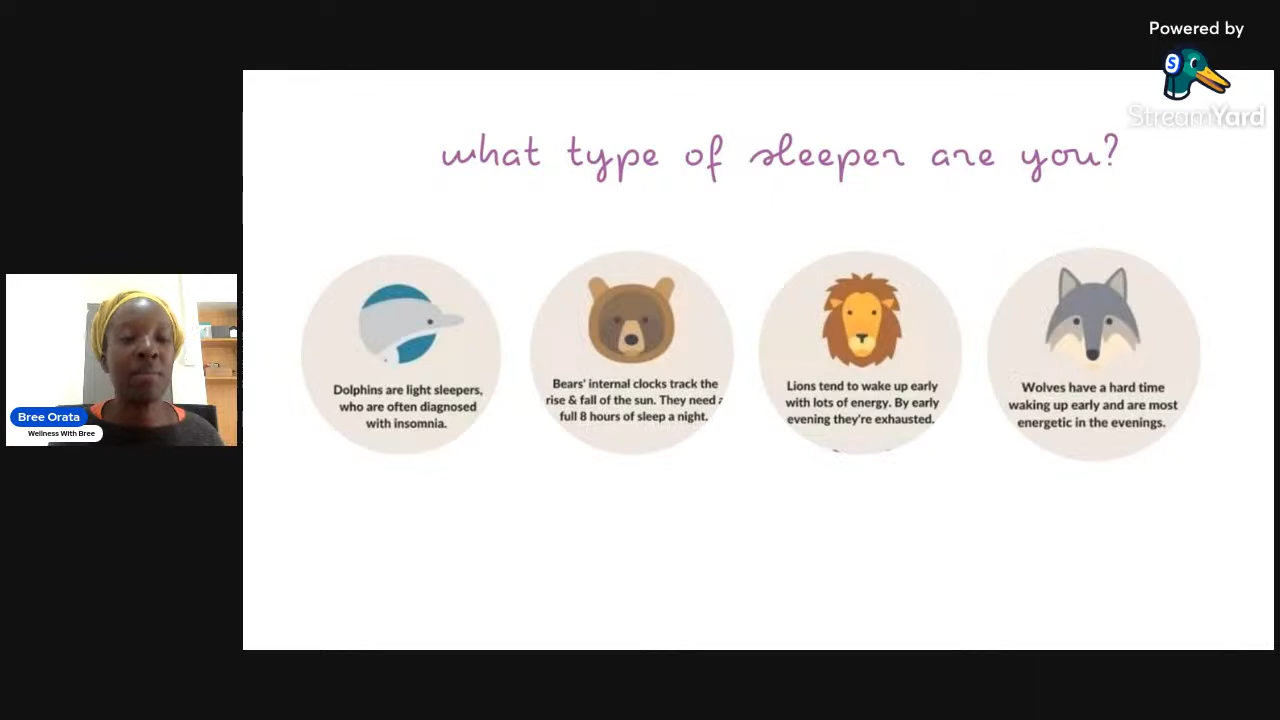 Powered by
StreamYard
what type of sleeper are you?
Dolphins are light sleepers,
who are often diagnosed
with insomnia.
Bears' internal clocks track the
rise & fall of the sun. They need a
full 8 hours of sleep a night.
Lions tend to wake up early
with lots of energy. By early
evening they're exhausted.
Wolves have a hard time
waking up early and are most
energetic in the evenings.
Bree Orata
Wellness With Bree